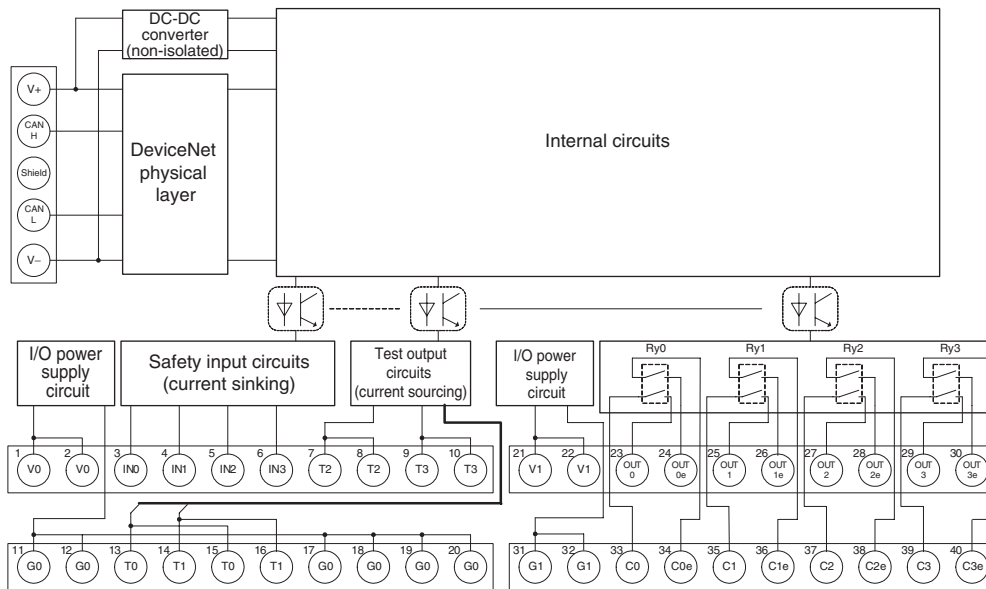 DC-DC
converter
(non-isolated)
V+
CAN
H
Shield
CAN
L
V–
DeviceNet
physical
layer
Internal circuits
I/O power
supply
circuit
Safety input circuits
(current sinking)
Test output
circuits
(current sourcing)
I/O power
supply
circuit
Ry0 Ry1 Ry2 Ry3
1 2 3 4 5 6 7 8 9 10
V0 V0 IN0 IN1 IN2 IN3 T2 T2 T3 T3
21 22 23 24 25 26 27 28 29 30
V1 V1 OUT 0 OUT 0e OUT 1 OUT 1e OUT 2 OUT 2e OUT 3 OUT 3e
11 12 13 14 15 16 17 18 19 20
G0 G0 T0 T1 T0 T1 G0 G0 G0 G0
31 32 33 34 35 36 37 38 39 40
G1 G1 C0 C0e C1 C1e C2 C2e C3 C3e